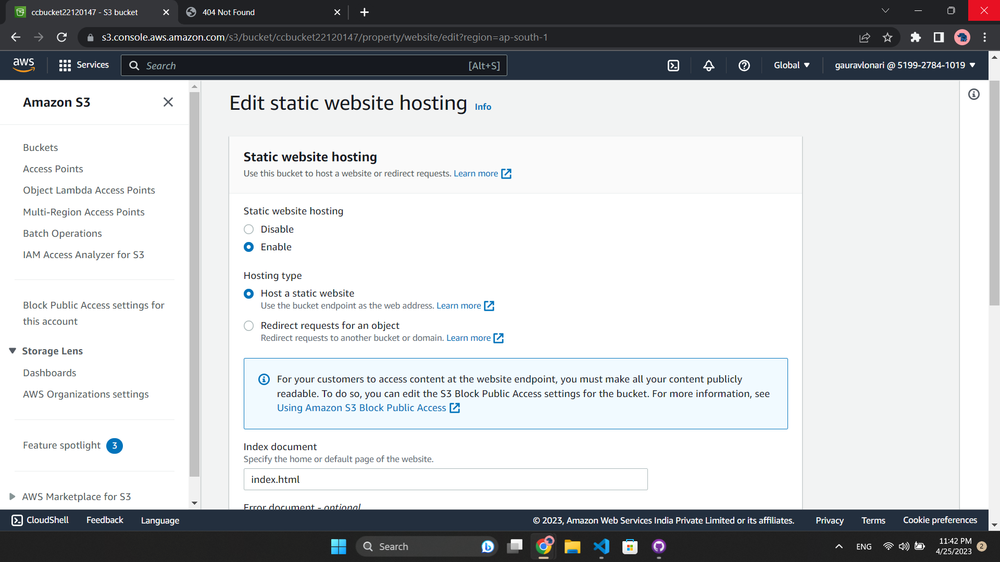 ccbucket22120147 - S3 bucket
404 Not Found
s3.console.aws.amazon.com/s3/bucket/ccbucket22120147/property/website/edit?region=ap-south-1
aws
Services
Search
[Alt+S]
Global
gauravlonari @ 5199-2784-1019
Amazon S3
Buckets
Access Points
Object Lambda Access Points
Multi-Region Access Points
Batch Operations
IAM Access Analyzer for S3
Block Public Access settings for
this account
Storage Lens
Dashboards
AWS Organizations settings
Feature spotlight 3
AWS Marketplace for S3
Edit static website hosting Info
Static website hosting
Use this bucket to host a website or redirect requests. Learn more
Static website hosting
Disable
Enable
Hosting type
Host a static website
Use the bucket endpoint as the web address. Learn more
Redirect requests for an object
Redirect requests to another bucket or domain. Learn more
For your customers to access content at the website endpoint, you must make all your content publicly
readable. To do so, you can edit the S3 Block Public Access settings for the bucket. For more information, see
Using Amazon S3 Block Public Access
Index document
Specify the home or default page of the website.
index.html
Error document - optional
CloudShell
Feedback
Language
© 2023, Amazon Web Services India Private Limited or its affiliates.
Privacy
Terms
Cookie preferences
Search
ENG
11:42 PM
4/25/2023
2